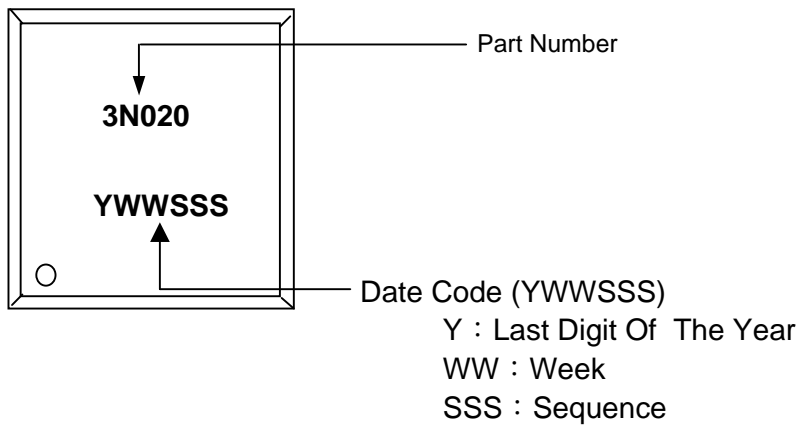 Part Number
3N020
YWWSSS
Date Code (YWWSSS)
Y：Last Digit Of The Year
WW：Week
SSS：Sequence